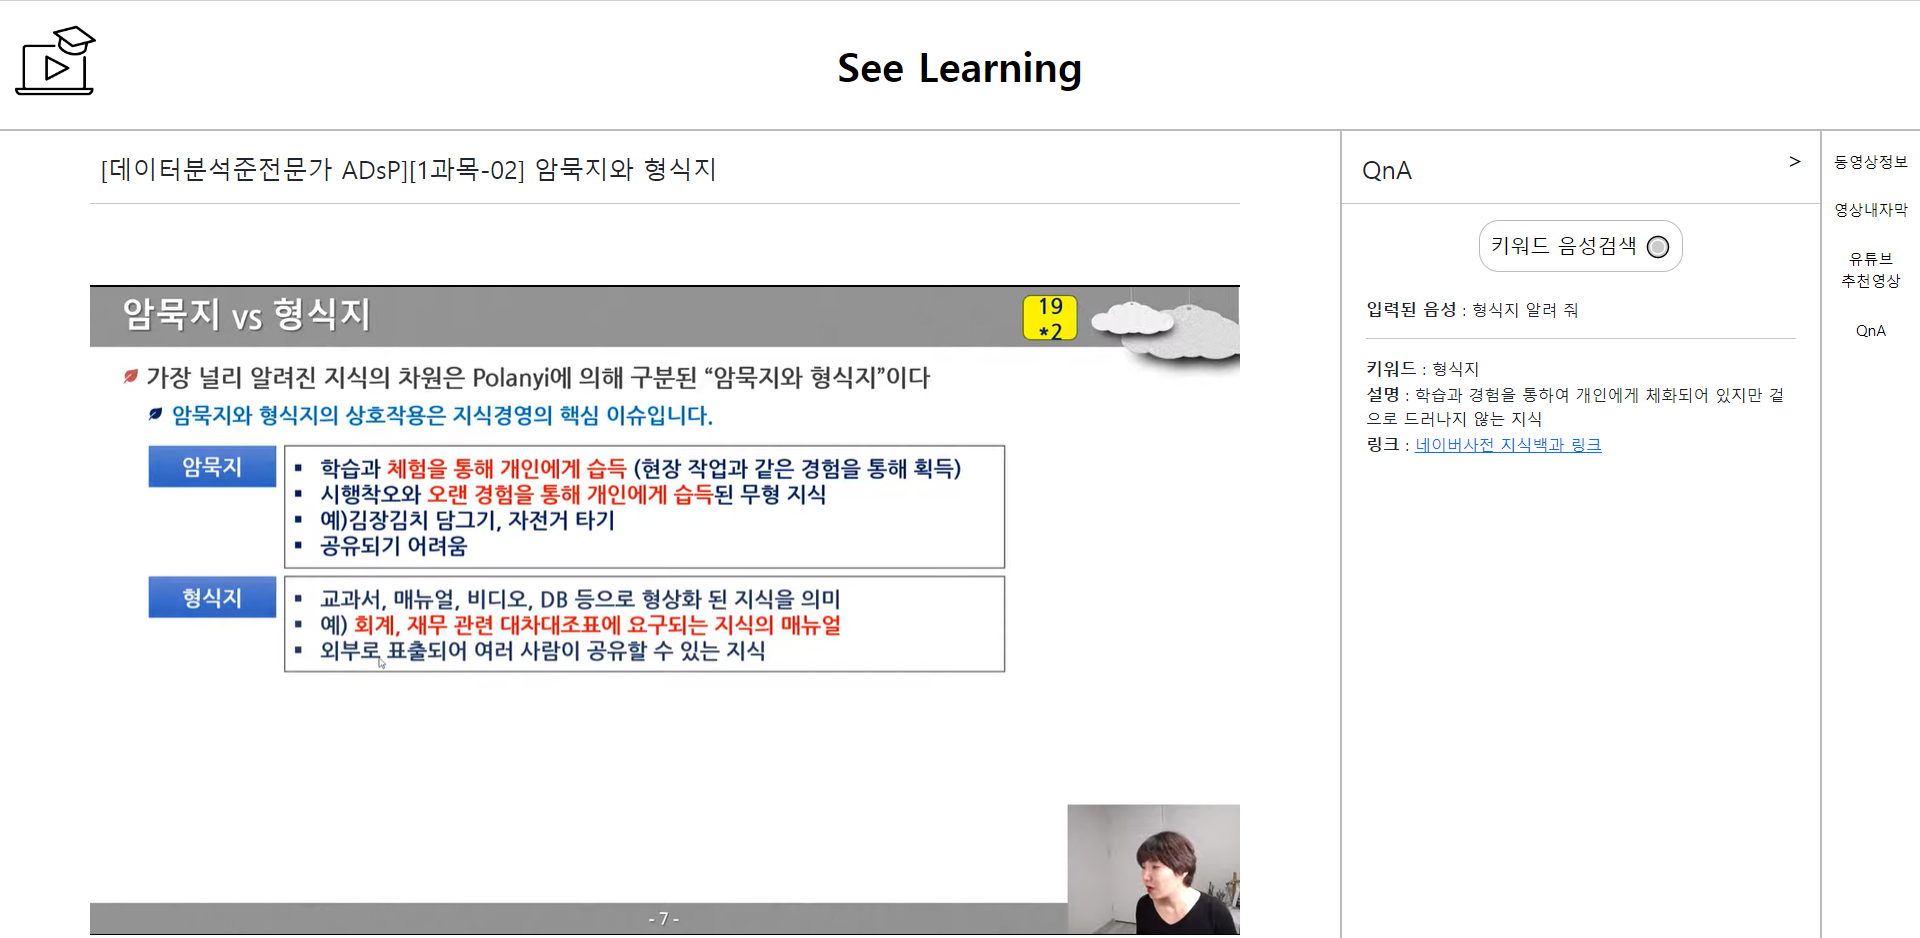 See Learning
[데이터분석준전문가 ADsP][1과목-02] 암묵지와 형식지
암묵지 vs 형식지
19
*2
가장 널리 알려진 지식의 차원은 Polanyi에 의해 구분된 “암묵지와 형식지”이다
암묵지와 형식지의 상호작용은 지식경영의 핵심 이슈입니다.
암묵지
▪ 학습과 체험을 통해 개인에게 습득 (현장 작업과 같은 경험을 통해 획득)
▪ 시행착오와 오랜 경험을 통해 개인에게 습득된 무형 지식
▪ 예)김장김치 담그기, 자전거 타기
▪ 공유되기 어려움
형식지
▪ 교과서, 매뉴얼, 비디오, DB 등으로 형상화 된 지식을 의미
▪ 예) 회계, 재무 관련 대차대조표에 요구되는 지식의 매뉴얼
▪ 외부로 표출되어 여러 사람이 공유할 수 있는 지식
- 7 -
QnA
>
키워드 음성검색
입력된 음성 : 형식지 알려 줘
키워드 : 형식지
설명 : 학습과 경험을 통하여 개인에게 체화되어 있지만 겉
으로 드러나지 않는 지식
링크 : 네이버사전 지식백과 링크
동영상정보
영상내자막
유튜브
추천영상
QnA